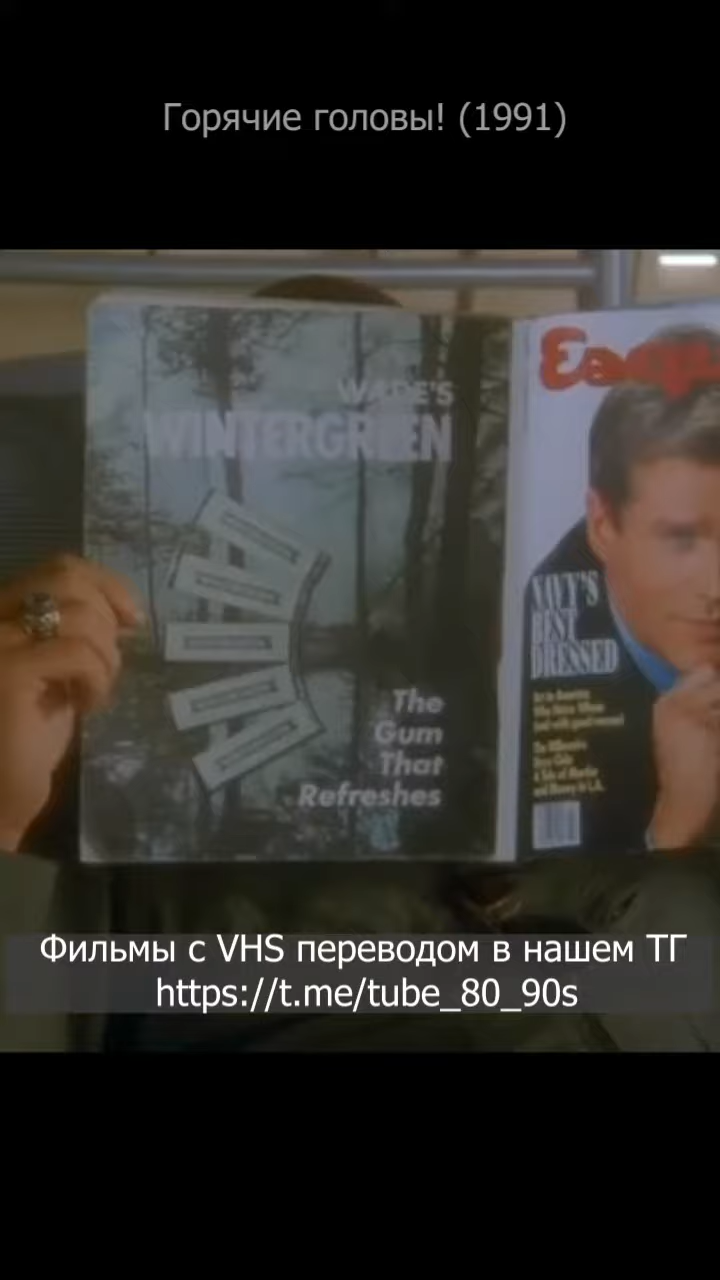 Горячие головы! (1991)
WADE'S
WINTERGREEN
The
Gum
That
Refreshes
NAVY'S
BEST
DRESSED
Фильмы с VHS переводом в нашем ТГ
https://t.me/tube_80_90s